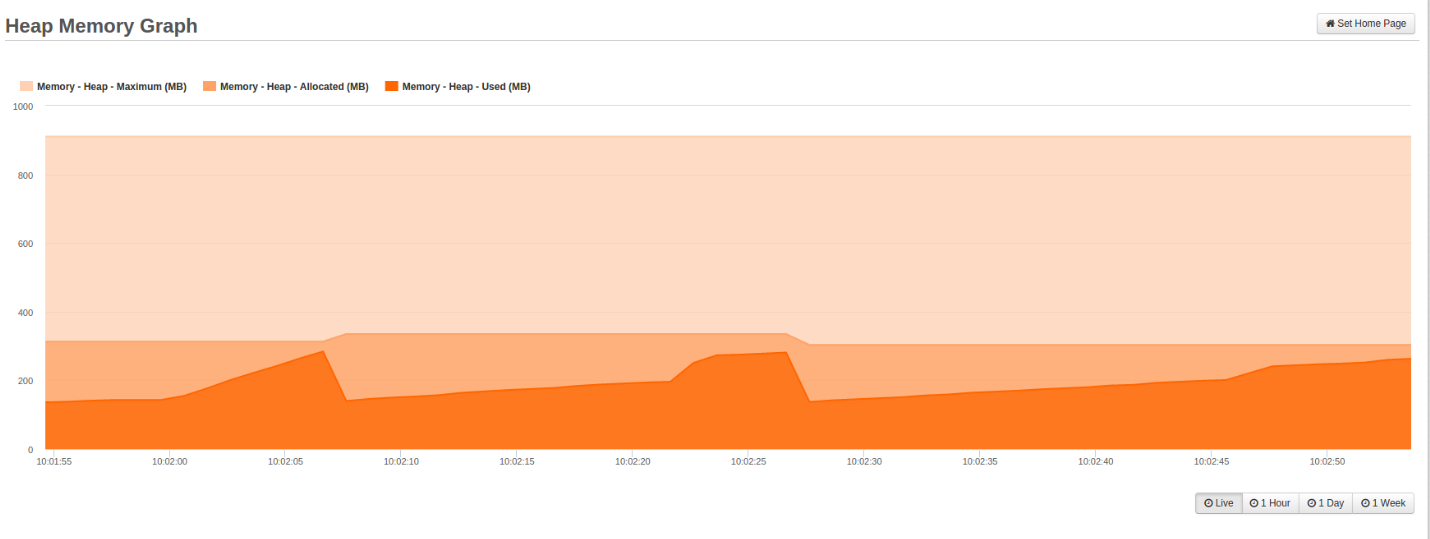 Heap Memory Graph
Set Home Page
Memory - Heap - Maximum (MB) Memory - Heap - Allocated (MB) Memory - Heap - Used (MB)
1000
800
600
400
200
0
10:01:55 10:02:00 10:02:05 10:02:10 10:02:15 10:02:20 10:02:25 10:02:30 10:02:35 10:02:40 10:02:45 10:02:50
Live 1 Hour 1 Day 1 Week